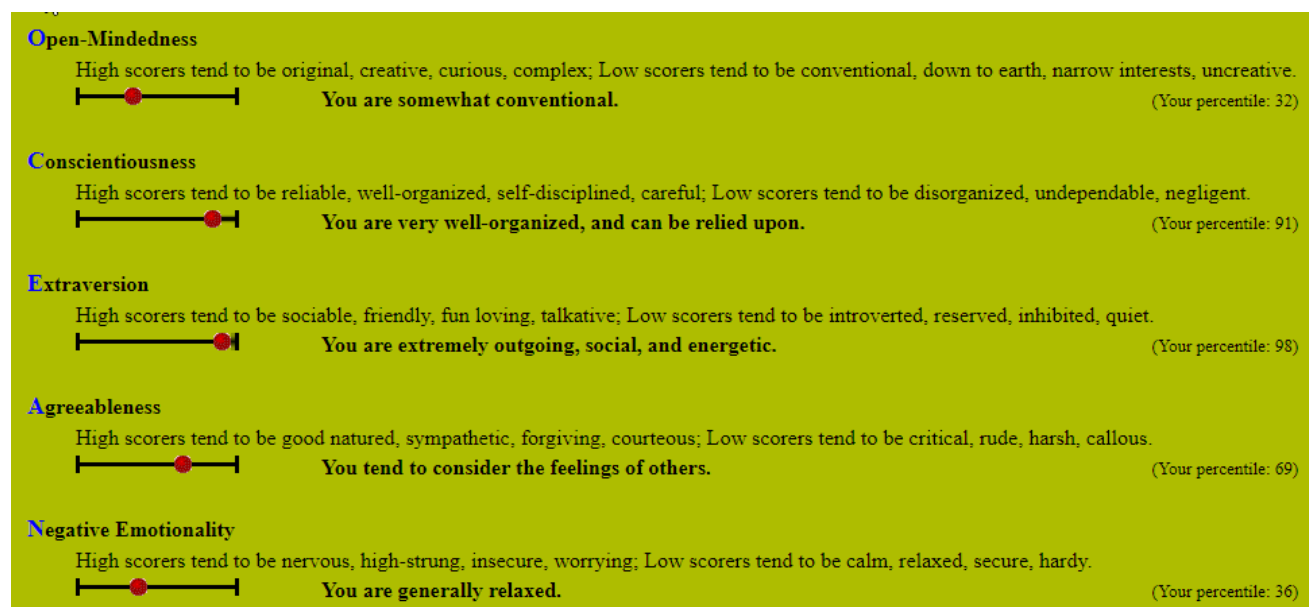 Open-Mindedness
High scorers tend to be original, creative, curious, complex; Low scorers tend to be conventional, down to earth, narrow interests, uncreative.
You are somewhat conventional. (Your percentile: 32)
Conscientiousness
High scorers tend to be reliable, well-organized, self-disciplined, careful; Low scorers tend to be disorganized, undependable, negligent.
You are very well-organized, and can be relied upon. (Your percentile: 91)
Extraversion
High scorers tend to be sociable, friendly, fun loving, talkative; Low scorers tend to be introverted, reserved, inhibited, quiet.
You are extremely outgoing, social, and energetic. (Your percentile: 98)
Agreeableness
High scorers tend to be good natured, sympathetic, forgiving, courteous; Low scorers tend to be critical, rude, harsh, callous.
You tend to consider the feelings of others. (Your percentile: 69)
Negative Emotionality
High scorers tend to be nervous, high-strung, insecure, worrying; Low scorers tend to be calm, relaxed, secure, hardy.
You are generally relaxed. (Your percentile: 36)